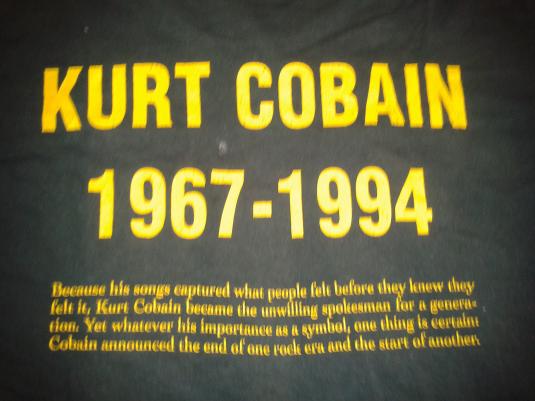 KURT COBAIN
1967-1994
Because his songs captured what people felt before they knew they
felt it, Kurt Cobain became the unwilling spokesman for a genera-
tion. Yet whatever his importance as a symbol, one thing is certain:
Cobain announced the end of one rock era and the start of another.